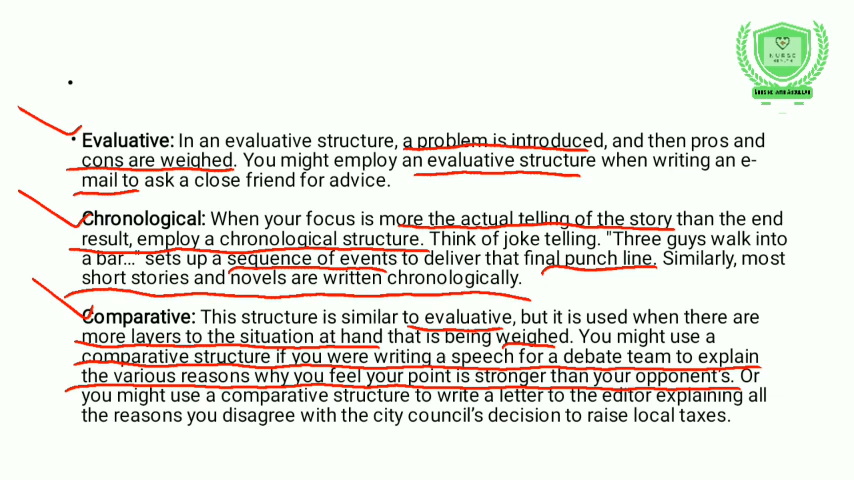 NURSE
• Evaluative: In an evaluative structure, a problem is introduced, and then pros and
cons are weighed. You might employ an evaluative structure when writing an e-
mail to ask a close friend for advice.
Chronological: When your focus is more the actual telling of the story than the end
result, employ a chronological structure. Think of joke telling. "Three guys walk into
a bar…" sets up a sequence of events to deliver that final punch line. Similarly, most
short stories and novels are written chronologically.
Comparative: This structure is similar to evaluative, but it is used when there are
more layers to the situation at hand that is being weighed. You might use a
comparative structure if you were writing a speech for a debate team to explain
the various reasons why you feel your point is stronger than your opponent’s. Or
you might use a comparative structure to write a letter to the editor explaining all
the reasons you disagree with the city council’s decision to raise local taxes.